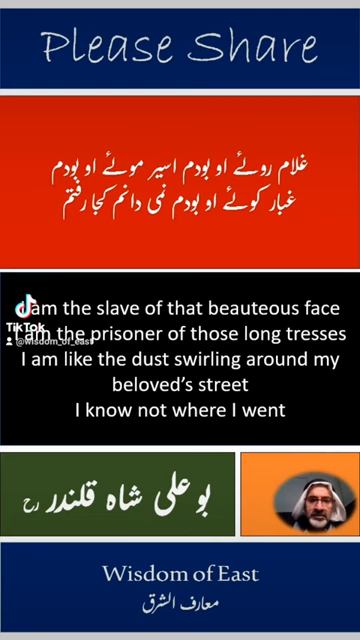 Please Share
غلام روئے او بودم اسیر موئے او بودم
غبار کوئے او بودم نمی دانم کجا رفتم
I am the slave of that beauteous face
I am the prisoner of those long tresses
I am like the dust swirling around my
beloved's street
I know not where I went
TikTok
@wisdom_of_east
بو علی شاہ قلندر رح
Wisdom of East
معارف الشرق